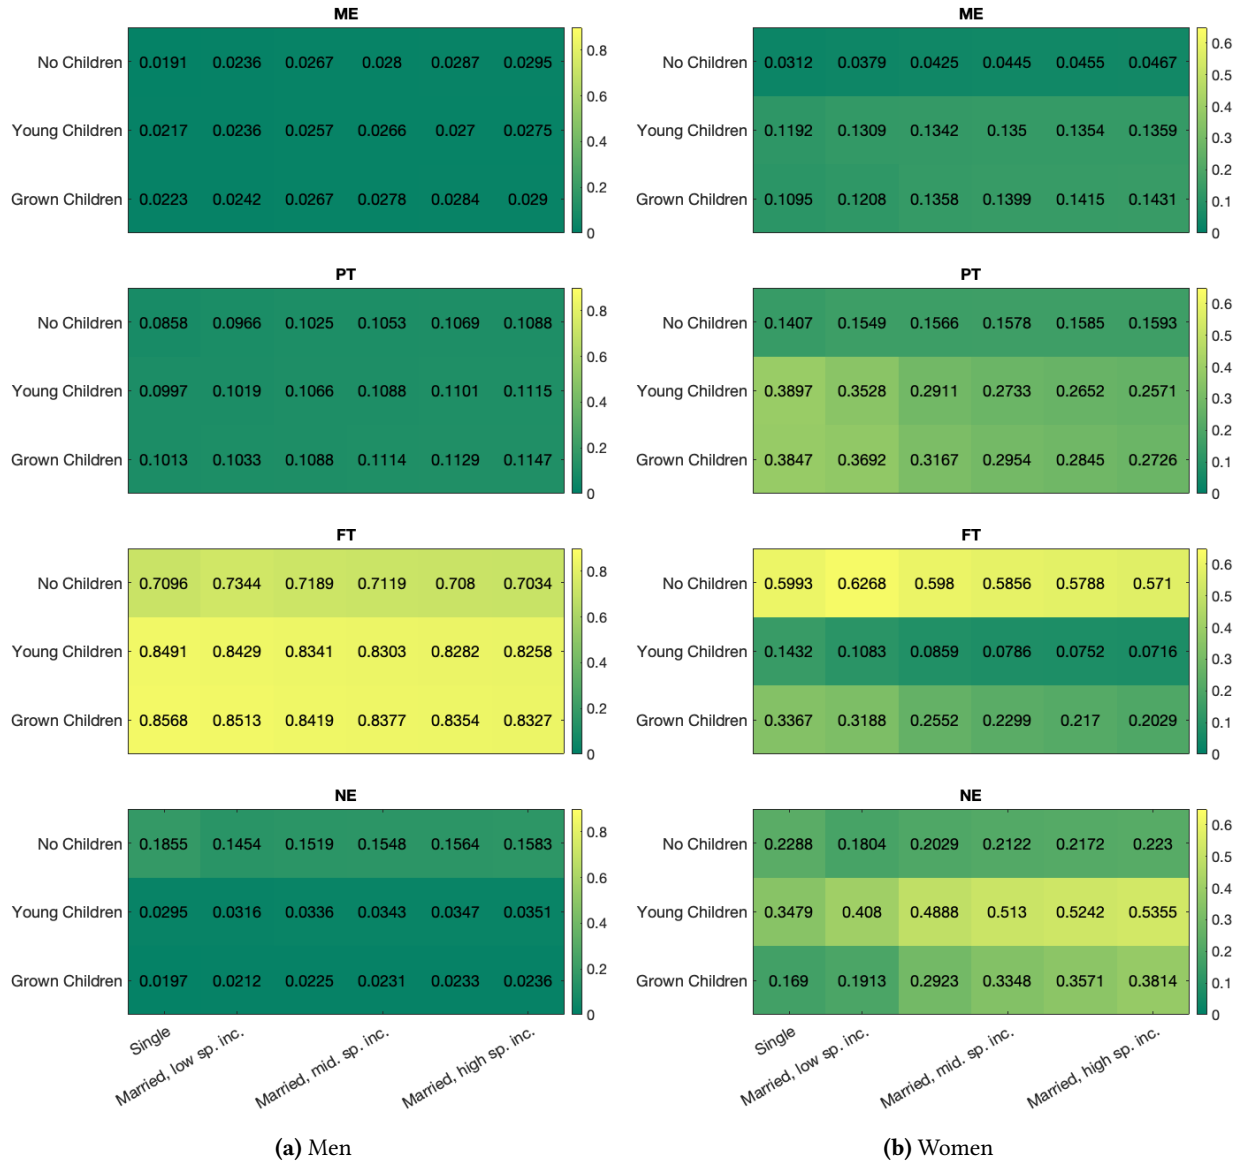 ME
No Children 0.0191 0.0236 0.0267 0.028 0.0287 0.0295
Young Children 0.0217 0.0236 0.0257 0.0266 0.027 0.0275
Grown Children 0.0223 0.0242 0.0267 0.0278 0.0284 0.029
0.8
0.6
0.4
0.2
0
PT
No Children 0.0858 0.0966 0.1025 0.1053 0.1069 0.1088
Young Children 0.0997 0.1019 0.1066 0.1088 0.1101 0.1115
Grown Children 0.1013 0.1033 0.1088 0.1114 0.1129 0.1147
0.8
0.6
0.4
0.2
0
FT
No Children 0.7096 0.7344 0.7189 0.7119 0.708 0.7034
Young Children 0.8491 0.8429 0.8341 0.8303 0.8282 0.8258
Grown Children 0.8568 0.8513 0.8419 0.8377 0.8354 0.8327
0.8
0.6
0.4
0.2
0
NE
No Children 0.1855 0.1454 0.1519 0.1548 0.1564 0.1583
Young Children 0.0295 0.0316 0.0336 0.0343 0.0347 0.0351
Grown Children 0.0197 0.0212 0.0225 0.0231 0.0233 0.0236
0.8
0.6
0.4
0.2
0
Single
Married, low sp. inc.
Married, mid. sp. inc.
Married, high sp. inc.
(a) Men
ME
No Children 0.0312 0.0379 0.0425 0.0445 0.0455 0.0467
Young Children 0.1192 0.1309 0.1342 0.135 0.1354 0.1359
Grown Children 0.1095 0.1208 0.1358 0.1399 0.1415 0.1431
0.6
0.5
0.4
0.3
0.2
0.1
0
PT
No Children 0.1407 0.1549 0.1566 0.1578 0.1585 0.1593
Young Children 0.3897 0.3528 0.2911 0.2733 0.2652 0.2571
Grown Children 0.3847 0.3692 0.3167 0.2954 0.2845 0.2726
0.6
0.5
0.4
0.3
0.2
0.1
0
FT
No Children 0.5993 0.6268 0.598 0.5856 0.5788 0.571
Young Children 0.1432 0.1083 0.0859 0.0786 0.0752 0.0716
Grown Children 0.3367 0.3188 0.2552 0.2299 0.217 0.2029
0.6
0.5
0.4
0.3
0.2
0.1
0
NE
No Children 0.2288 0.1804 0.2029 0.2122 0.2172 0.223
Young Children 0.3479 0.408 0.4888 0.513 0.5242 0.5355
Grown Children 0.169 0.1913 0.2923 0.3348 0.3571 0.3814
0.6
0.5
0.4
0.3
0.2
0.1
0
Single
Married, low sp. inc.
Married, mid. sp. inc.
Married, high sp. inc.
(b) Women